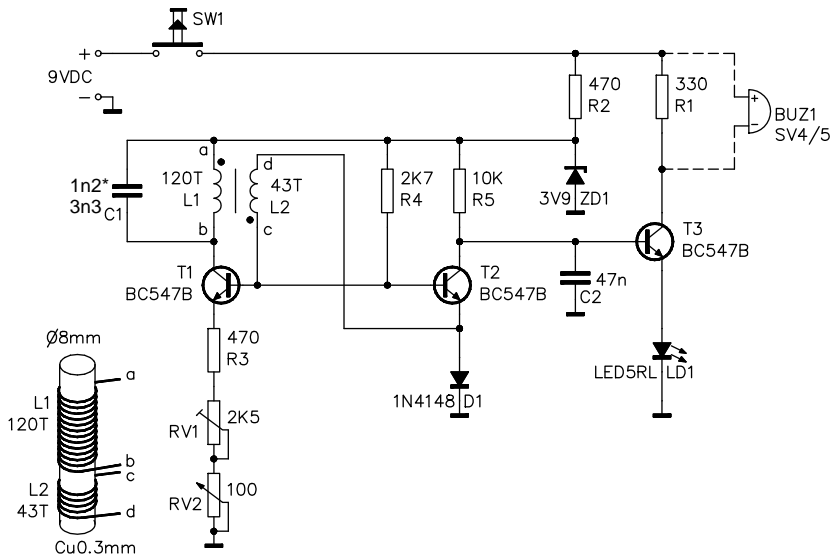 SW1
+
9VDC
−
470
R2
330
R1
+
−
BUZ1
SV4/5
a
120T
L1
b
d
43T
L2
c
1n2*
3n3
C1
2K7
R4
10K
R5
3V9 ZD1
T1
BC547B
T2
BC547B
T3
BC547B
47n
C2
470
R3
1N4148 D1
LED5RL LD1
2K5
RV1
100
RV2
Ø8mm
a
L1
120T
b
c
L2
43T
d
Cu0.3mm